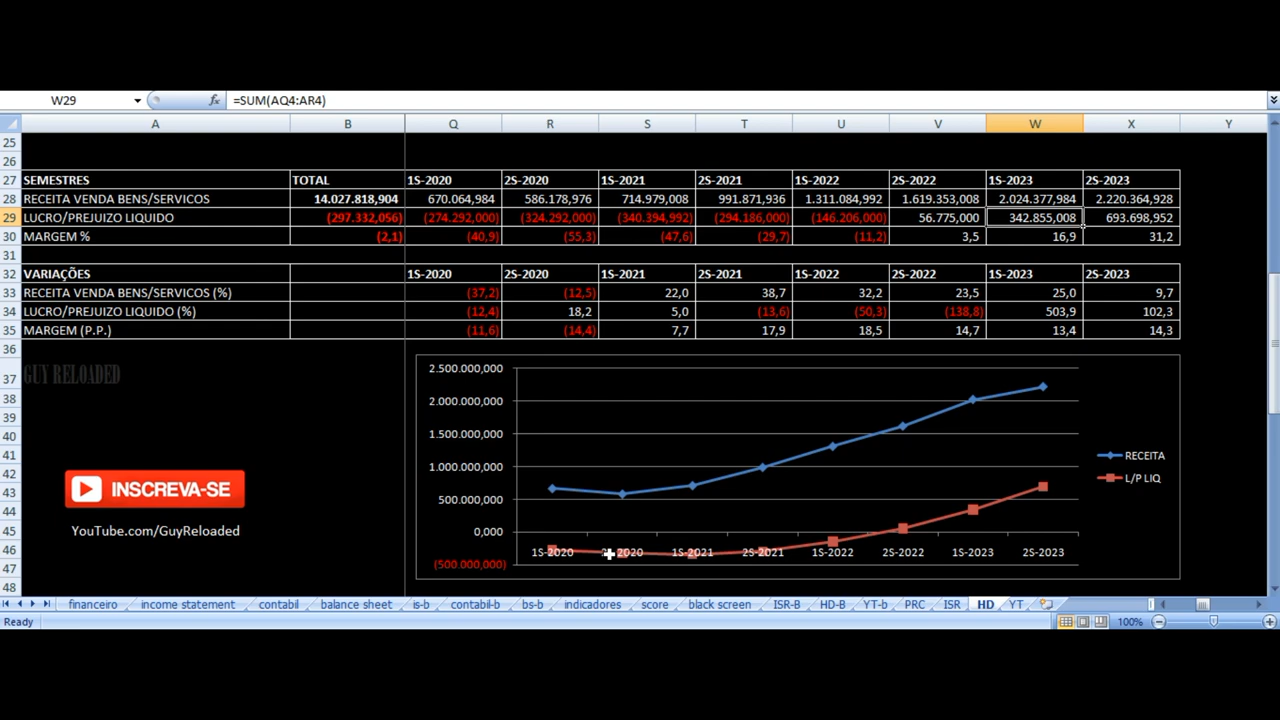 W29 fx =SUM(AQ4:AR4)
A B Q R S T U V W X Y
25
26
27 SEMESTRES TOTAL 1S-2020 2S-2020 1S-2021 2S-2021 1S-2022 2S-2022 1S-2023 2S-2023
28 RECEITA VENDA BENS/SERVICOS 14.027.818,904 670.064,984 586.178,976 714.979,008 991.871,936 1.311.084,992 1.619.353,008 2.024.377,984 2.220.364,928
29 LUCRO/PREJUIZO LIQUIDO (297.332,056) (274.292,000) (324.292,000) (340.394,992) (294.186,000) (146.206,000) 56.775,000 342.855,008 693.698,952
30 MARGEM % (2,1) (40,9) (55,3) (47,6) (29,7) (11,2) 3,5 16,9 31,2
31
32 VARIAÇÕES 1S-2020 2S-2020 1S-2021 2S-2021 1S-2022 2S-2022 1S-2023 2S-2023
33 RECEITA VENDA BENS/SERVICOS (%) (37,2) (12,5) 22,0 38,7 32,2 23,5 25,0 9,7
34 LUCRO/PREJUIZO LIQUIDO (%) (12,4) 18,2 5,0 (13,6) (50,3) (138,8) 503,9 102,3
35 MARGEM (P.P.) (11,6) (14,4) 7,7 17,9 18,5 14,7 13,4 14,3
36
37 GUY RELOADED
38
39
40
41
42
43
44
45
46
47
48
2.500.000,000
2.000.000,000
1.500.000,000
1.000.000,000
500.000,000
0,000
(500.000,000)
1S-2020 2S-2020 1S-2021 2S-2021 1S-2022 2S-2022 1S-2023 2S-2023
RECEITA
L/P LIQ
INSCREVA-SE
YouTube.com/GuyReloaded
financeiro income statement contabil balance sheet is-b contabil-b bs-b indicadores score black screen ISR-B HD-B YT-b PRC ISR HD YT
Ready 100%